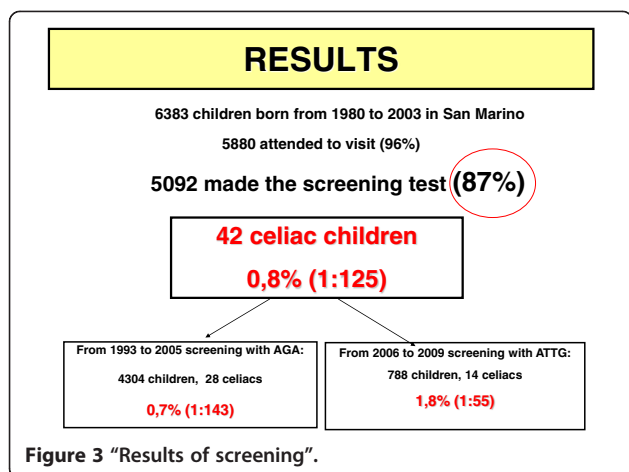 RESULTS
6383 children born from 1980 to 2003 in San Marino
5880 attended to visit (96%)
5092 made the screening test (87%)
42 celiac children
0,8% (1:125)
From 1993 to 2005 screening with AGA:
4304 children, 28 celiacs
0,7% (1:143)
From 2006 to 2009 screening with ATTG:
788 children, 14 celiacs
1,8% (1:55)
Figure 3 “Results of screening”.